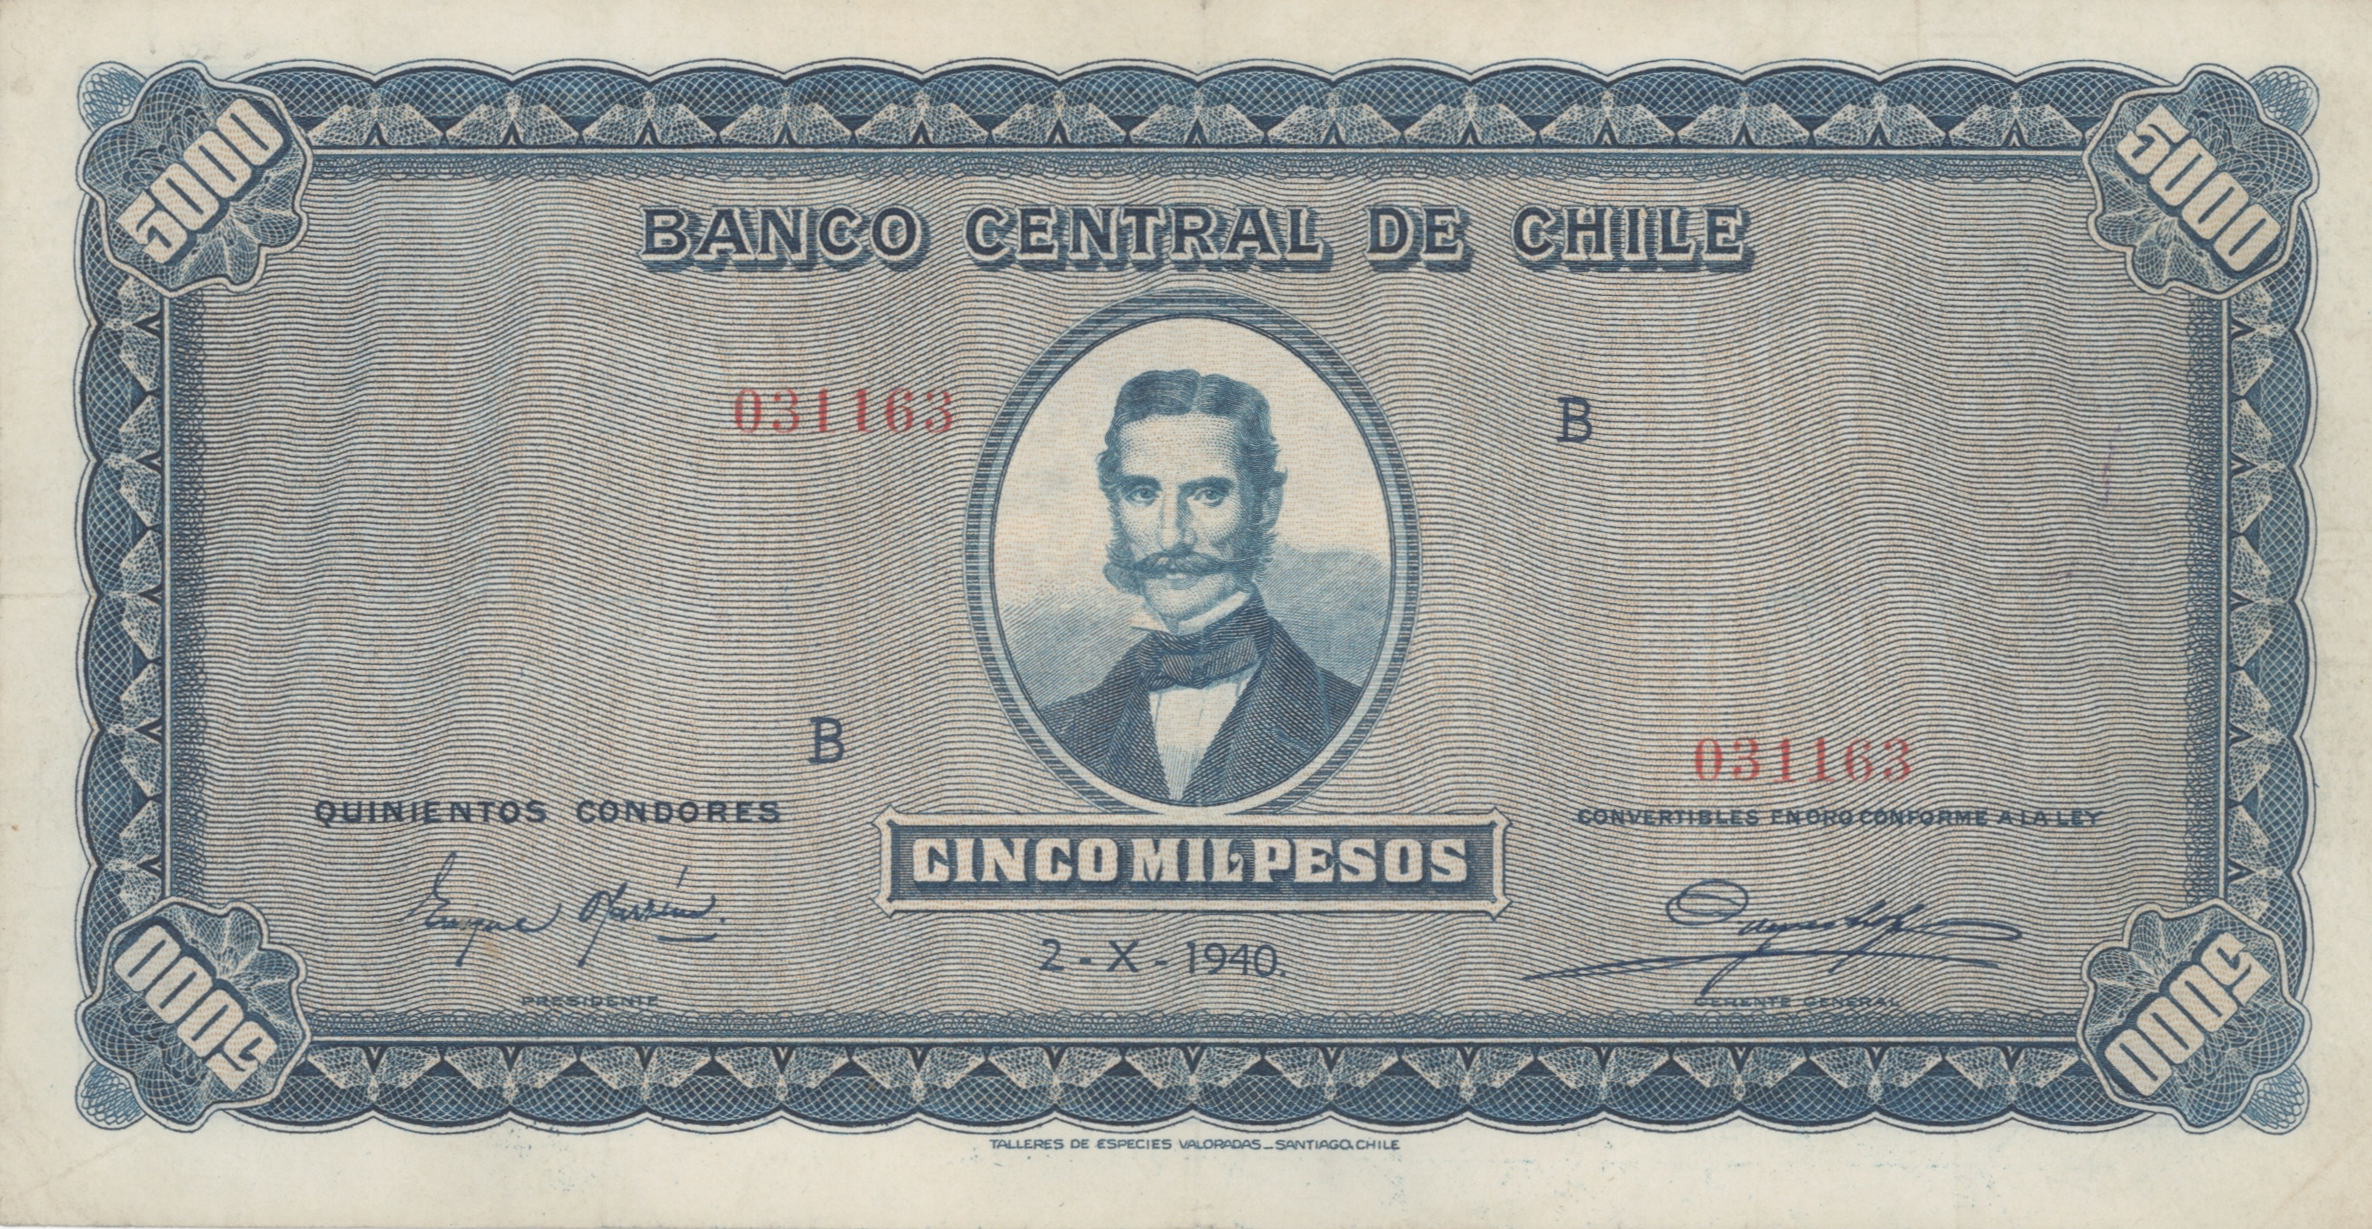 5000
5000
BANCO CENTRAL DE CHILE
031163
B
B
031163
QUINIENTOS CONDORES
CONVERTIBLES EN ORO CONFORME A LA LEY
CINCO MIL PESOS
2-X-1940.
PRESIDENTE
GERENTE GENERAL
5000
5000
TALLERES DE ESPECIES VALORADAS_SANTIAGO, CHILE